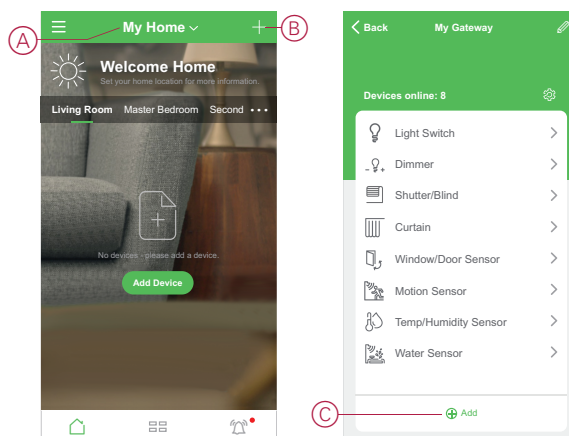 My Home
A
B
Welcome Home
Set your home location for more information.
Living Room Master Bedroom Second
No devices - please add a device.
Add Device
Back My Gateway
Devices online: 8
Light Switch
Dimmer
Shutter/Blind
Curtain
Window/Door Sensor
Motion Sensor
Temp/Humidity Sensor
Water Sensor
C
Add